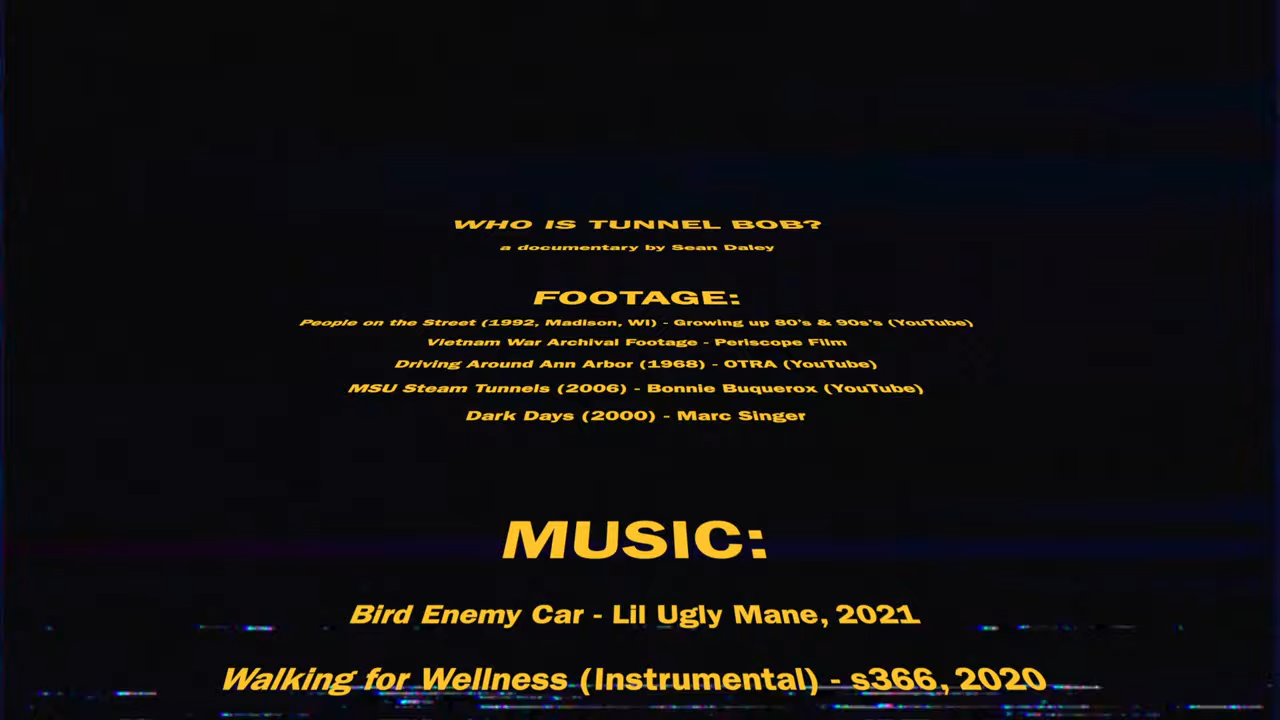 WHO IS TUNNEL BOB?
a documentary by Sean Daley
FOOTAGE:
People on the Street (1992, Madison, WI) - Growing up 80's & 90s's (YouTube)
Vietnam War Archival Footage - Periscope Film
Driving Around Ann Arbor (1968) - OTRA (YouTube)
MSU Steam Tunnels (2006) - Bonnie Buquerox (YouTube)
Dark Days (2000) - Marc Singer
MUSIC:
Bird Enemy Car - Lil Ugly Mane, 2021
Walking for Wellness (Instrumental) - s366, 2020